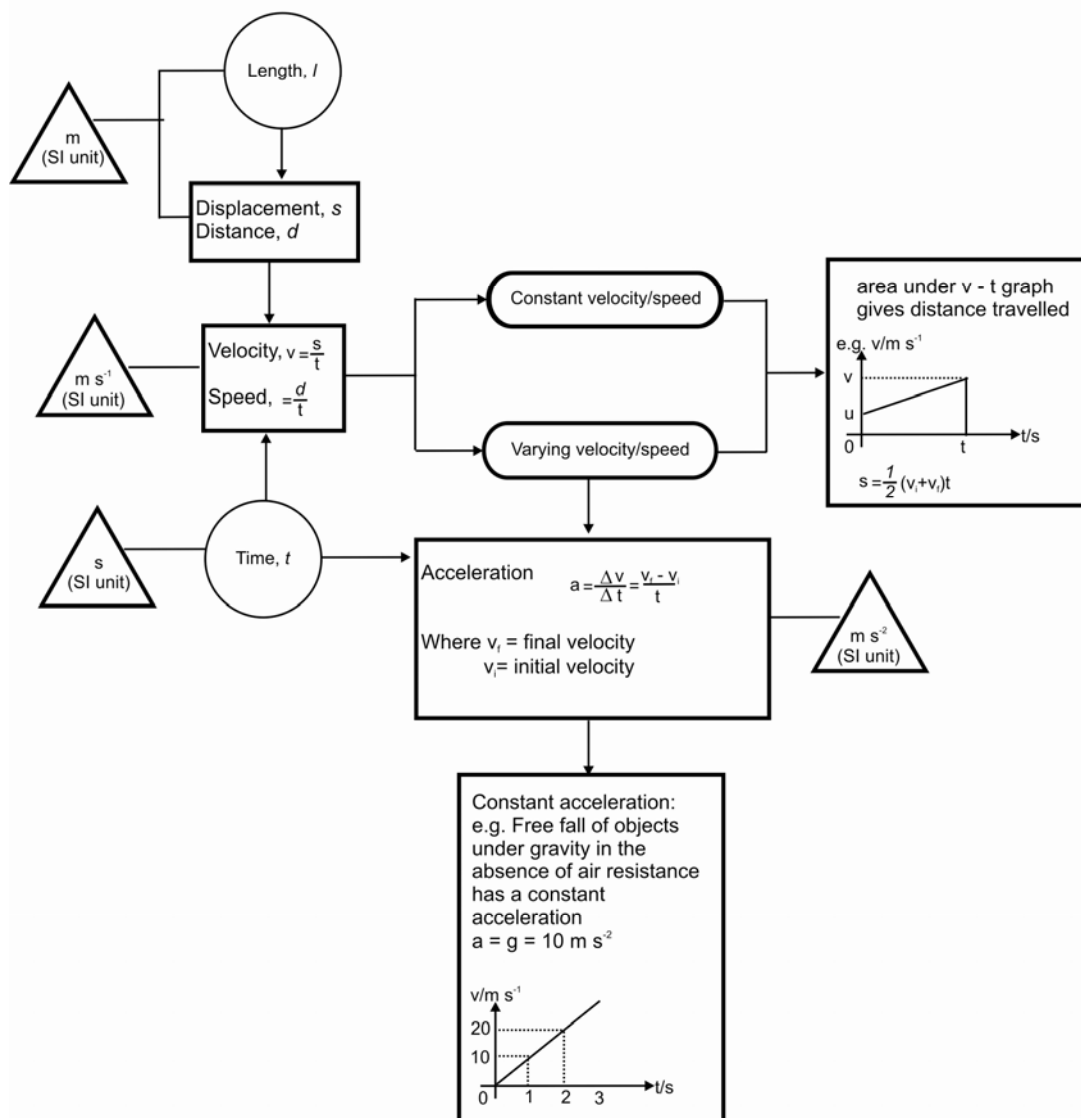 Length, l
m
(SI unit)
Displacement, s
Distance, d
Constant velocity/speed
area under v - t graph
gives distance travelled
e.g. v/m s⁻¹
v
u
0
t
t/s
s = 1/2 (vᵢ+v_f)t
Velocity, v = s/t
Speed, = d/t
m s⁻¹
(SI unit)
Varying velocity/speed
s
(SI unit)
Time, t
Acceleration a = Δv/Δt = v_f - vᵢ/t
Where v_f = final velocity
vᵢ= initial velocity
m s⁻²
(SI unit)
Constant acceleration:
e.g. Free fall of objects
under gravity in the
absence of air resistance
has a constant
acceleration
a = g = 10 m s⁻²
v/m s⁻¹
20
10
0 1 2 3 t/s